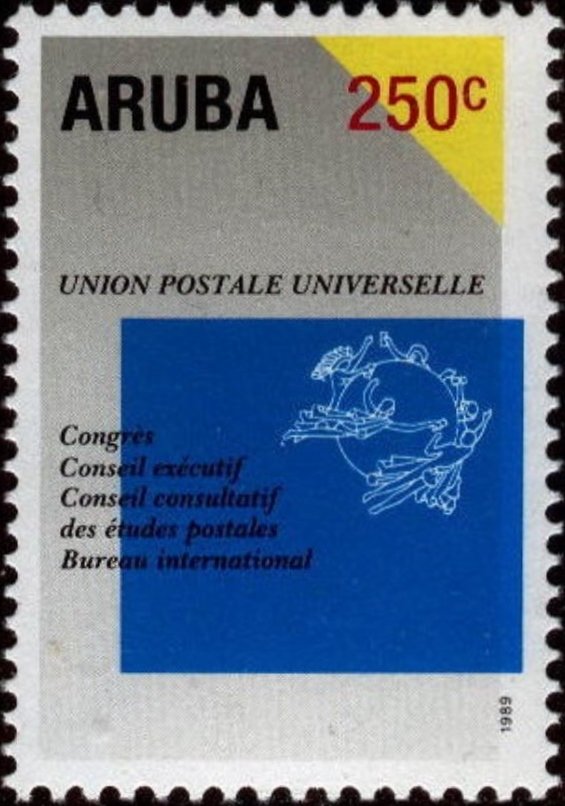 ARUBA 250c
UNION POSTALE UNIVERSELLE
Congrès
Conseil exécutif
Conseil consultatif
des études postales
Bureau international
1989